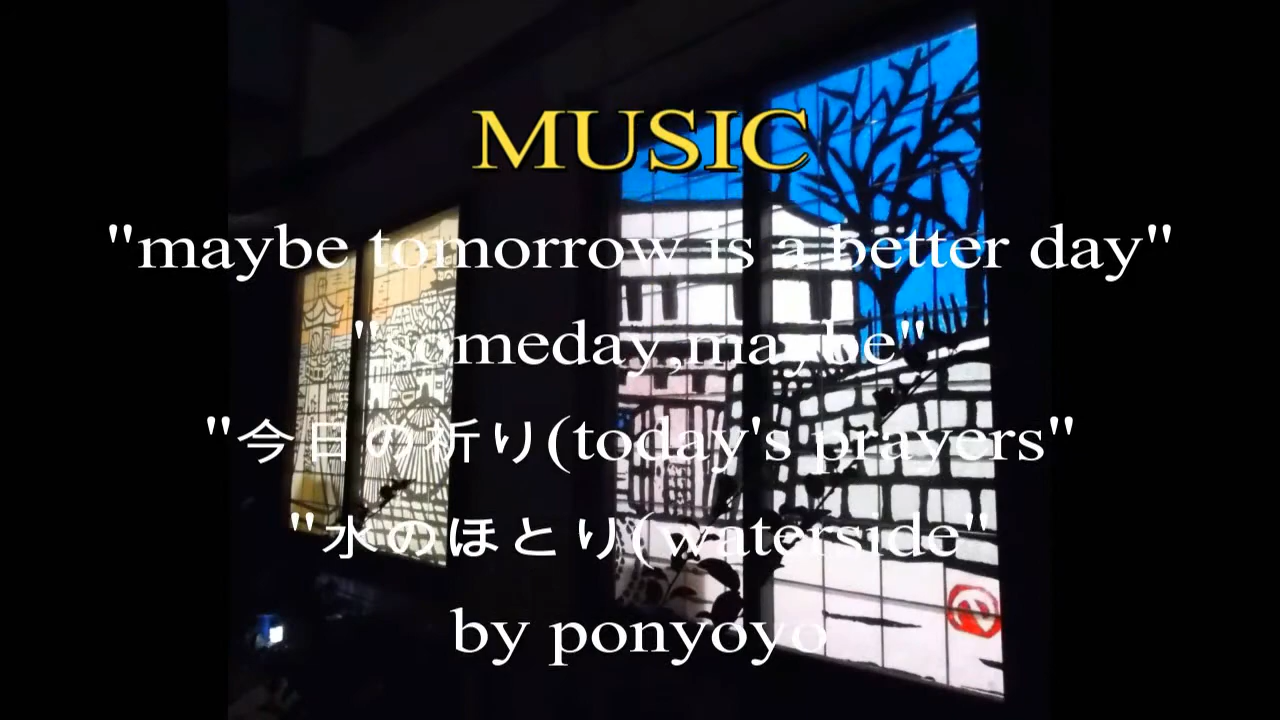 MUSIC
"maybe tomorrow is a better day"
"someday,maybe"
"今日の祈り(today's prayers"
"水のほとり(waterside"
by ponyoyo